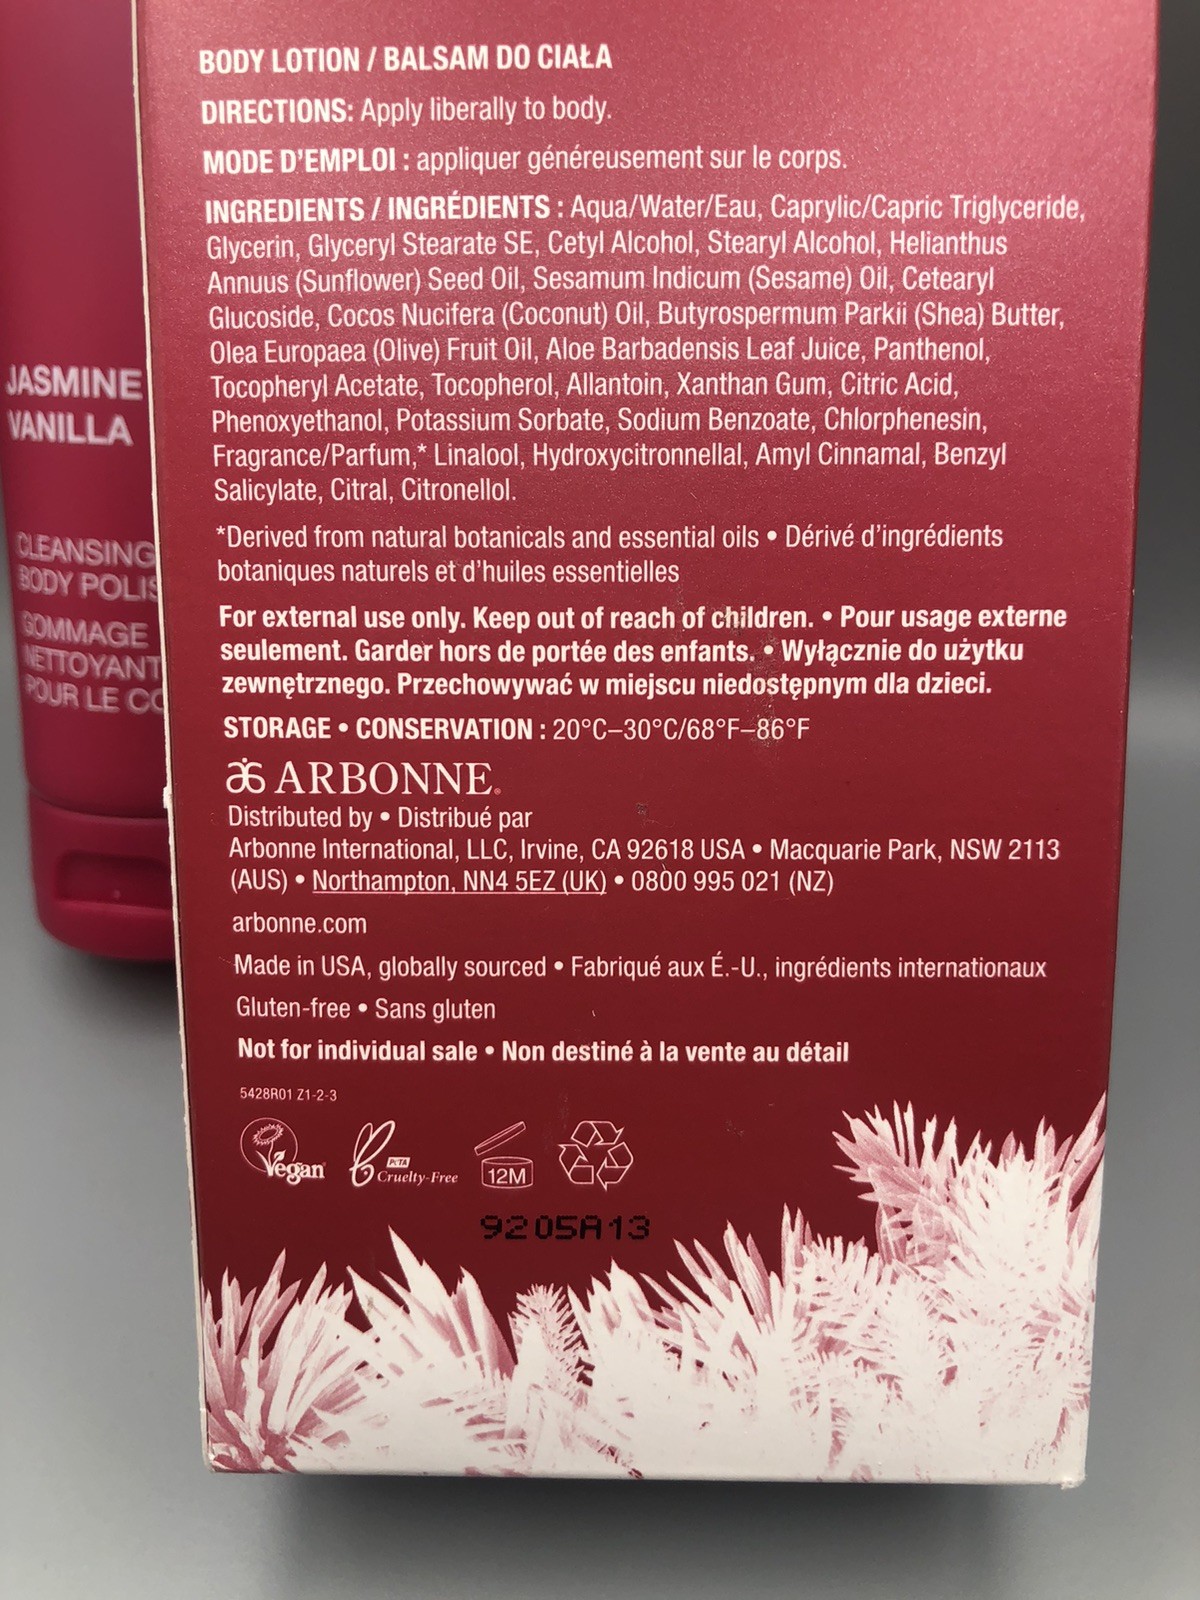 BODY LOTION / BALSAM DO CIAŁA
DIRECTIONS: Apply liberally to body.
MODE D'EMPLOI : appliquer généreusement sur le corps.
INGREDIENTS / INGRÉDIENTS : Aqua/Water/Eau, Caprylic/Capric Triglyceride,
Glycerin, Glyceryl Stearate SE, Cetyl Alcohol, Stearyl Alcohol, Helianthus
Annuus (Sunflower) Seed Oil, Sesamum Indicum (Sesame) Oil, Cetearyl
Glucoside, Cocos Nucifera (Coconut) Oil, Butyrospermum Parkii (Shea) Butter,
Olea Europaea (Olive) Fruit Oil, Aloe Barbadensis Leaf Juice, Panthenol,
Tocopheryl Acetate, Tocopherol, Allantoin, Xanthan Gum, Citric Acid,
Phenoxyethanol, Potassium Sorbate, Sodium Benzoate, Chlorphenesin,
Fragrance/Parfum,* Linalool, Hydroxycitronnellal, Amyl Cinnamal, Benzyl
Salicylate, Citral, Citronellol.
*Derived from natural botanicals and essential oils • Dérivé d'ingrédients
botaniques naturels et d'huiles essentielles
For external use only. Keep out of reach of children. • Pour usage externe
seulement. Garder hors de portée des enfants. • Wyłącznie do użytku
zewnętrznego. Przechowywać w miejscu niedostępnym dla dzieci.
STORAGE • CONSERVATION : 20°C–30°C/68°F–86°F
ARBONNE
Distributed by • Distribué par
Arbonne International, LLC, Irvine, CA 92618 USA • Macquarie Park, NSW 2113
(AUS) • Northampton, NN4 5EZ (UK) • 0800 995 021 (NZ)
arbonne.com
Made in USA, globally sourced • Fabriqué aux É.-U., ingrédients internationaux
Gluten-free • Sans gluten
Not for individual sale • Non destiné à la vente au détail
5428R01 Z1-2-3
Vegan
PETA
Cruelty-Free
12M
9205A13
JASMINE
VANILLA
CLEANSING
BODY POLIS
GOMMAGE
NETTOYANT
POUR LE CO